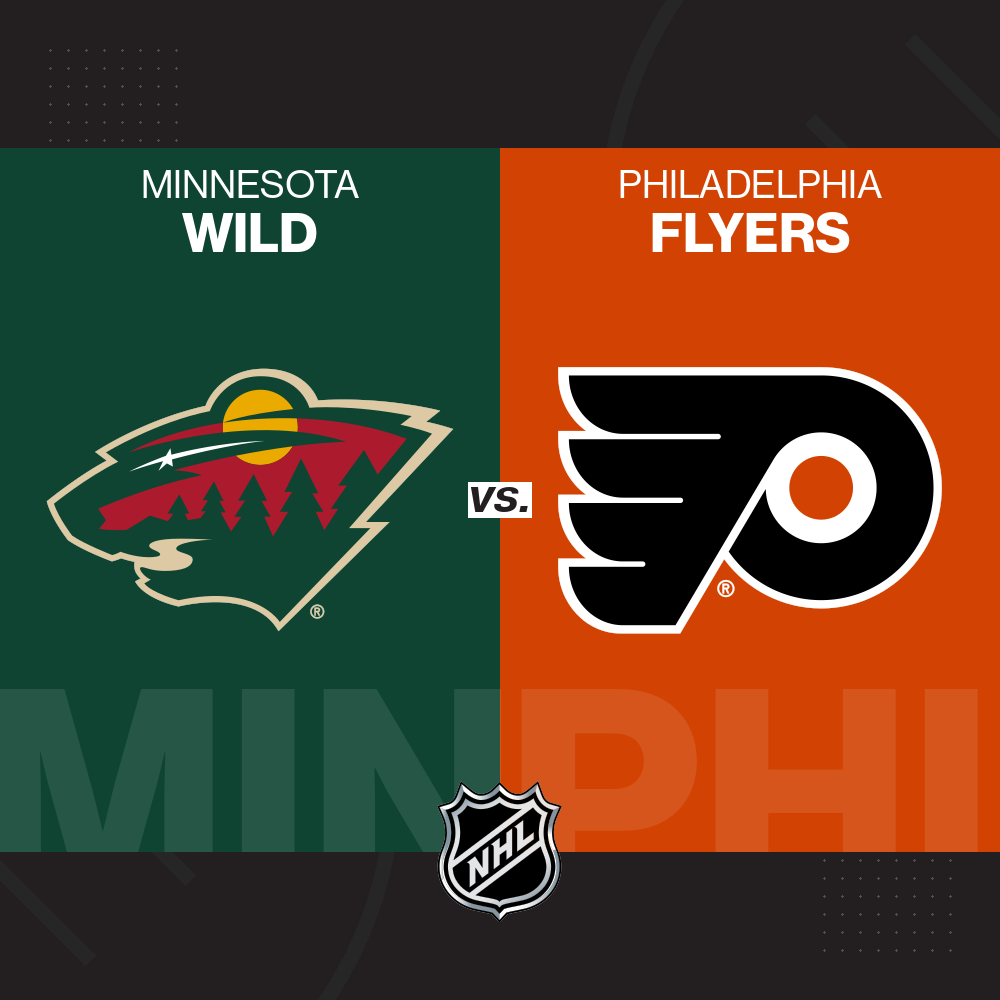 MINNESOTA
WILD
PHILADELPHIA
FLYERS
VS.
®
®
MIN
PHI
NHL